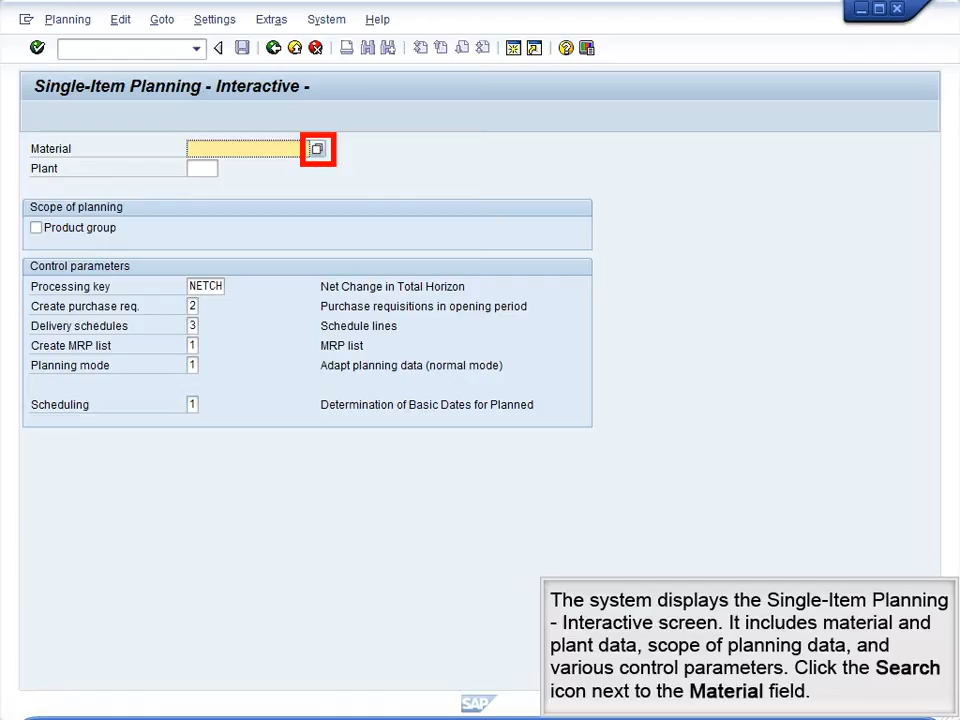 Planning Edit Goto Settings Extras System Help
Single-Item Planning - Interactive -
Material
Plant
Scope of planning
Product group
Control parameters
Processing key NETCH Net Change in Total Horizon
Create purchase req. 2 Purchase requisitions in opening period
Delivery schedules 3 Schedule lines
Create MRP list 1 MRP list
Planning mode 1 Adapt planning data (normal mode)
Scheduling 1 Determination of Basic Dates for Planned
The system displays the Single-Item Planning
- Interactive screen. It includes material and
plant data, scope of planning data, and
various control parameters. Click the Search
icon next to the Material field.
SAP